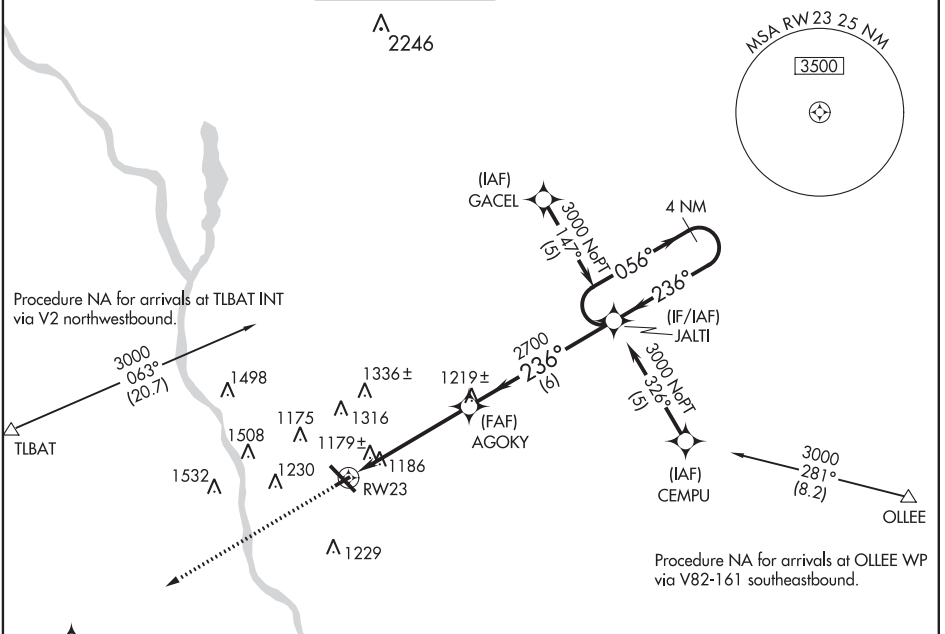 2246
MSA RW23 25 NM
3500
(IAF)
GACEL
3000 NoPT
147°
(5)
4 NM
056°
236°
(IF/IAF)
JALTI
Procedure NA for arrivals at TLBAT INT
via V2 northwestbound.
3000
063°
(20.7)
TLBAT
2700
236°
(6)
3000 NoPT
326°
(5)
1498
1336±
1219±
1316
1175
(FAF)
AGOKY
1508
1179±
1186
1532
1230
RW23
(IAF)
CEMPU
3000
281°
(8.2)
OLLEE
1229
Procedure NA for arrivals at OLLEE WP
via V82-161 southeastbound.